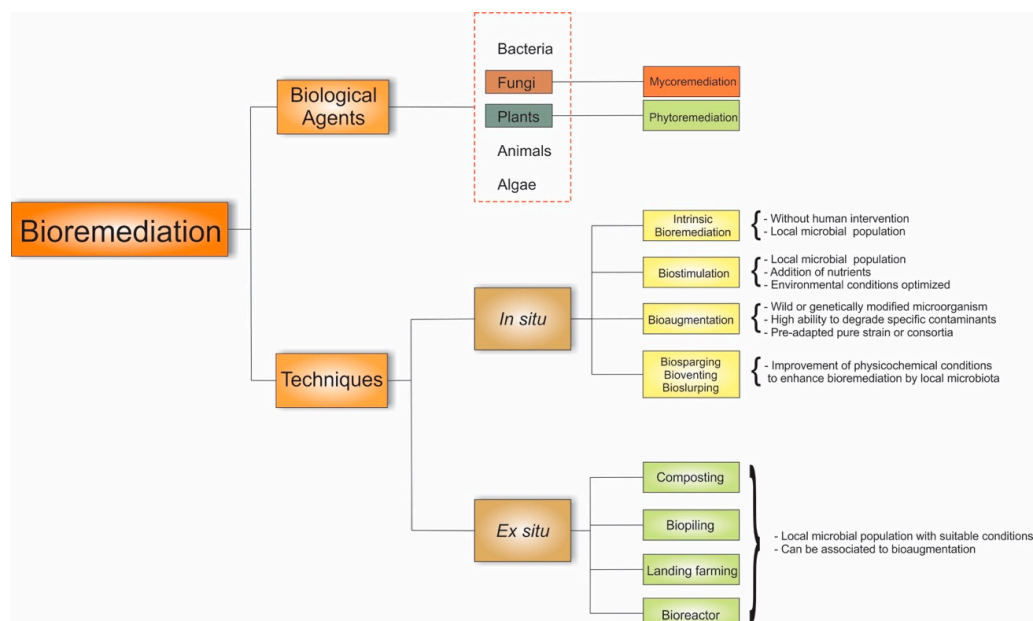 Bioremediation
Biological
Agents
Bacteria
Fungi
Plants
Animals
Algae
Mycoremediation
Phytoremediation
Techniques
In situ
Intrinsic
Bioremediation
- Without human intervention
- Local microbial population
Biostimulation
- Local microbial population
- Addition of nutrients
- Environmental conditions optimized
Bioaugmentation
- Wild or genetically modified microorganism
- High ability to degrade specific contaminants
- Pre-adapted pure strain or consortia
Biosparging
Bioventing
Bioslurping
- Improvement of physicochemical conditions
to enhance bioremediation by local microbiota
Ex situ
Composting
Biopiling
Landing farming
Bioreactor
- Local microbial population with suitable conditions
- Can be associated to bioaugmentation